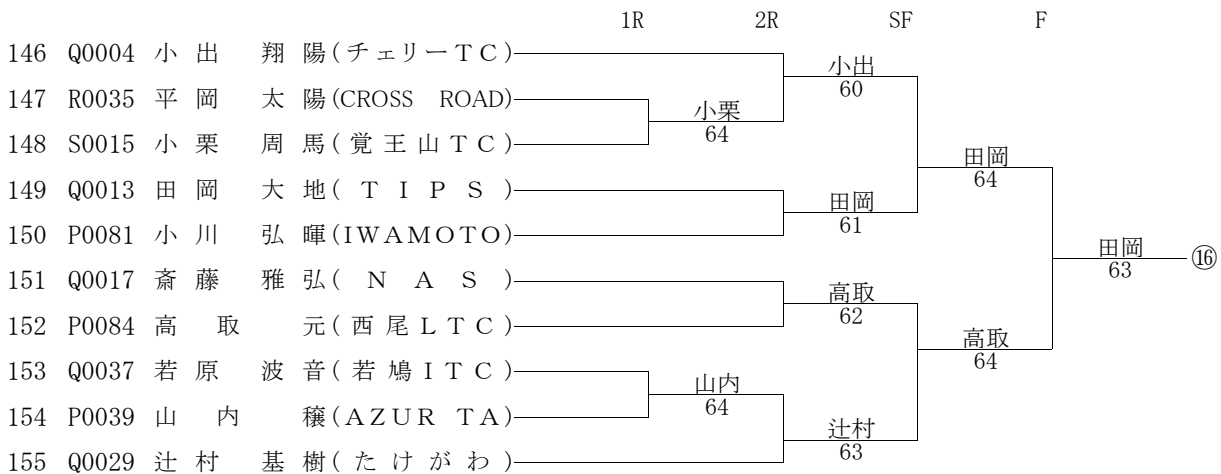 1R 2R SF F
146 Q0004 小 出 翔 陽(チェリーTC)
147 R0035 平 岡 太 陽(CROSS ROAD)
148 S0015 小 栗 周 馬(覚王山TC)
149 Q0013 田 岡 大 地(TIPS)
150 P0081 小 川 弘 暉(IWAMOTO)
151 Q0017 斎 藤 雅 弘(NAS)
152 P0084 高 取 元(西尾LTC)
153 Q0037 若 原 波 音(若鳩ITC)
154 P0039 山 内 穣(AZUR TA)
155 Q0029 辻 村 基 樹(たけがわ)
小栗
64
山内
64
小出
60
田岡
61
高取
62
辻村
63
田岡
64
高取
64
田岡
63
⑯